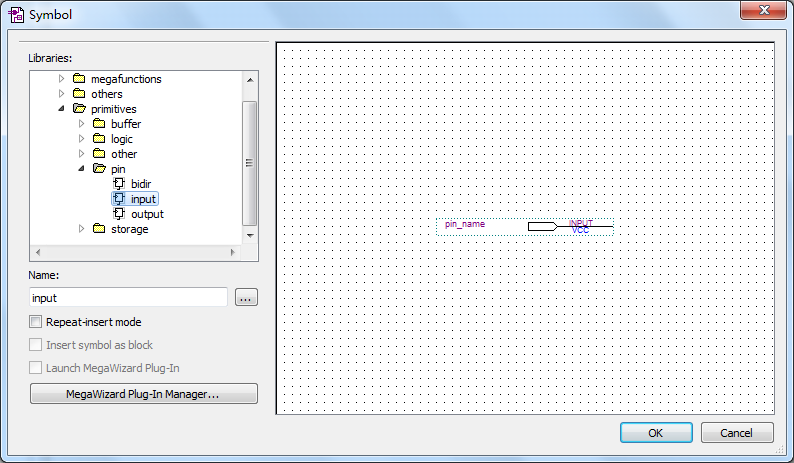 Symbol
Libraries:
megafunctions
others
primitives
buffer
logic
other
pin
bidir
input
output
storage
Name:
input
...
Repeat-insert mode
Insert symbol as block
Launch MegaWizard Plug-In
MegaWizard Plug-In Manager...
pin_name
INPUT
VCC
OK
Cancel